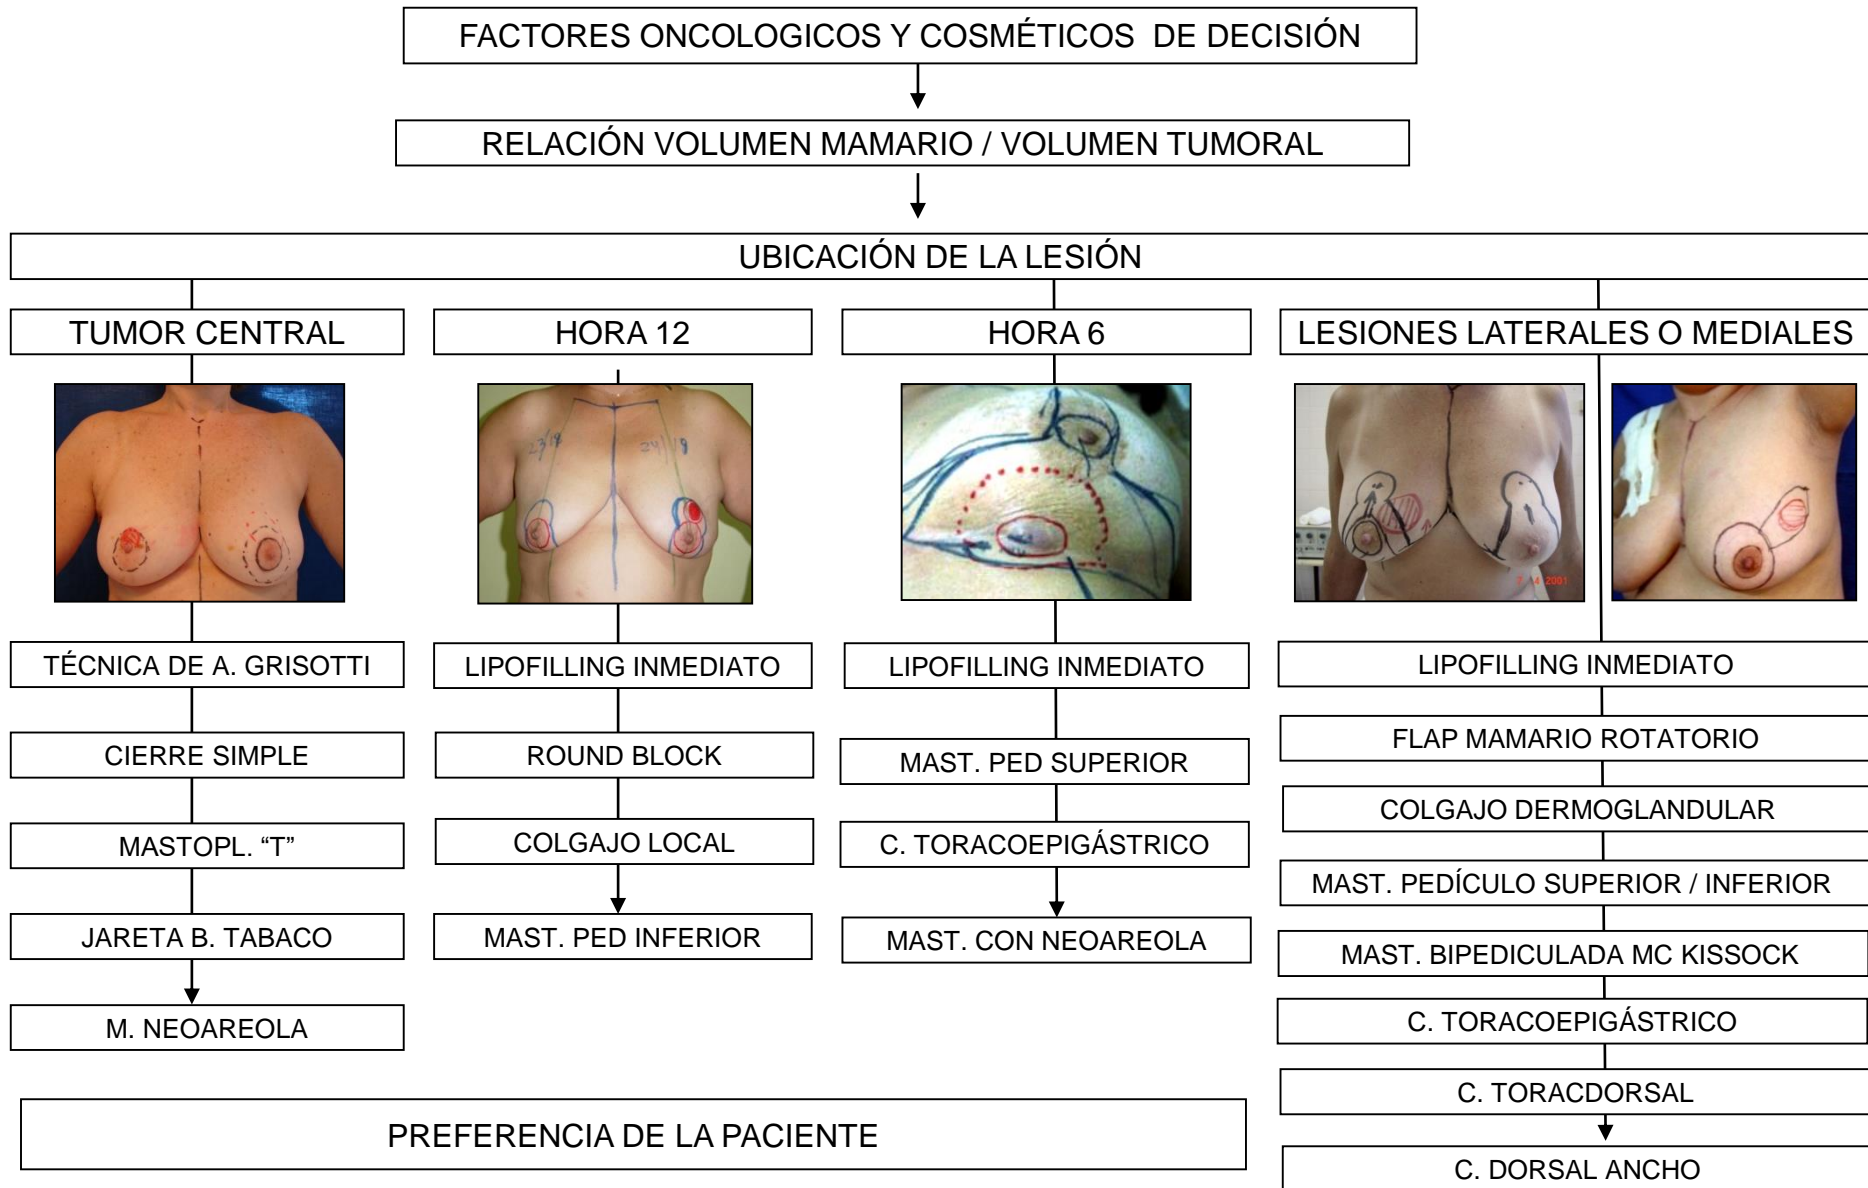 FACTORES ONCOLOGICOS Y COSMÉTICOS DE DECISIÓN
RELACIÓN VOLUMEN MAMARIO / VOLUMEN TUMORAL
UBICACIÓN DE LA LESIÓN
TUMOR CENTRAL
TÉCNICA DE A. GRISOTTI
CIERRE SIMPLE
MASTOPL. “T”
JARETA B. TABACO
M. NEOAREOLA
HORA 12
23/18
LIPOFILLING INMEDIATO
ROUND BLOCK
COLGAJO LOCAL
MAST. PED INFERIOR
HORA 6
LIPOFILLING INMEDIATO
MAST. PED SUPERIOR
C. TORACOEPIGÁSTRICO
MAST. CON NEOAREOLA
LESIONES LATERALES O MEDIALES
LIPOFILLING INMEDIATO
FLAP MAMARIO ROTATORIO
COLGAJO DERMOGLANDULAR
MAST. PEDÍCULO SUPERIOR / INFERIOR
MAST. BIPEDICULADA MC KISSOCK
C. TORACOEPIGÁSTRICO
C. TORACDORSAL
C. DORSAL ANCHO
PREFERENCIA DE LA PACIENTE